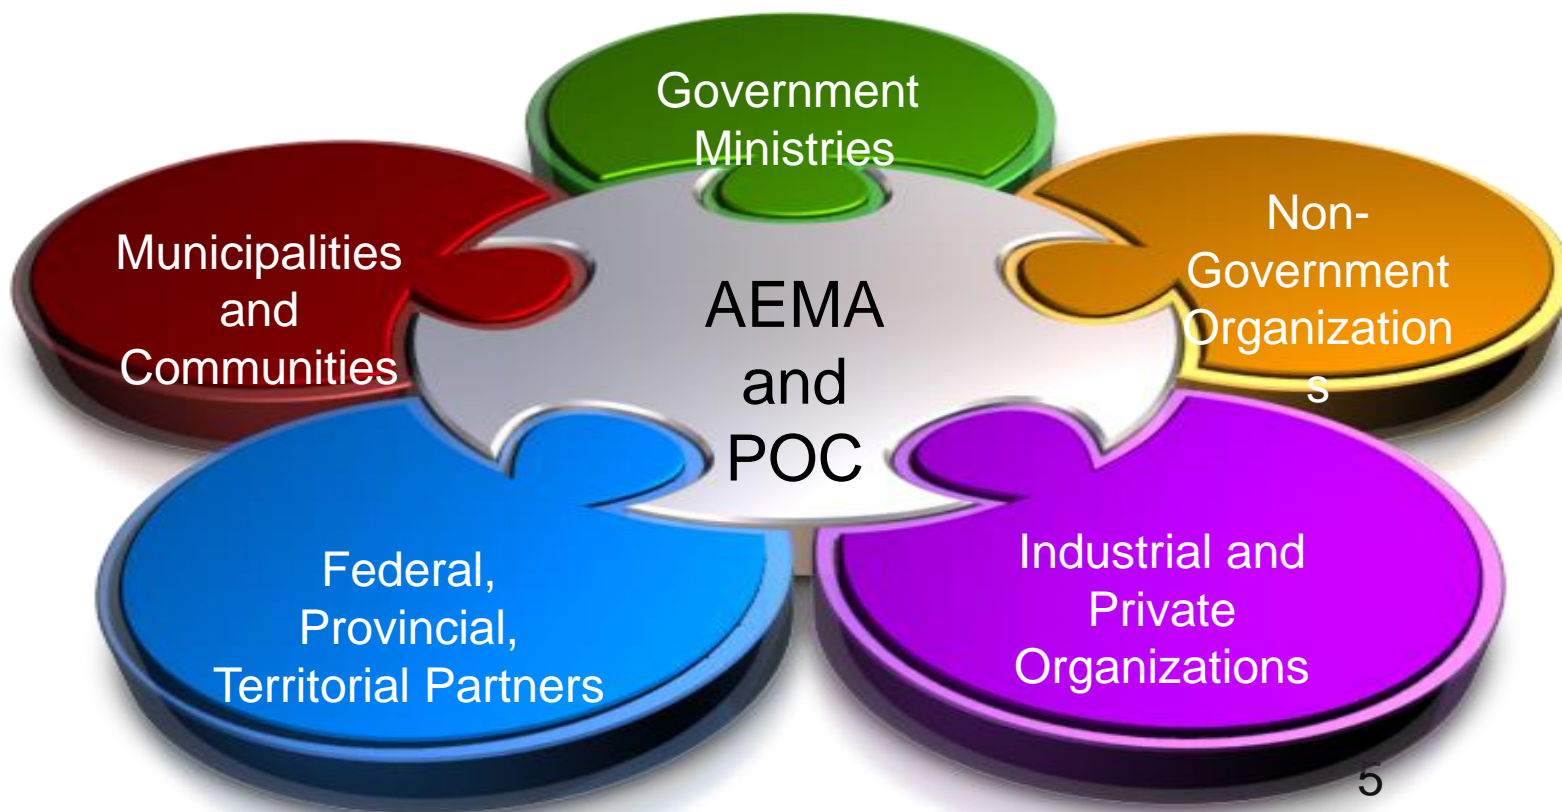 Government
Ministries
Municipalities
and
Communities
Non-
Government
Organization
s
AEMA
and
POC
Federal,
Provincial,
Territorial Partners
Industrial and
Private
Organizations
5